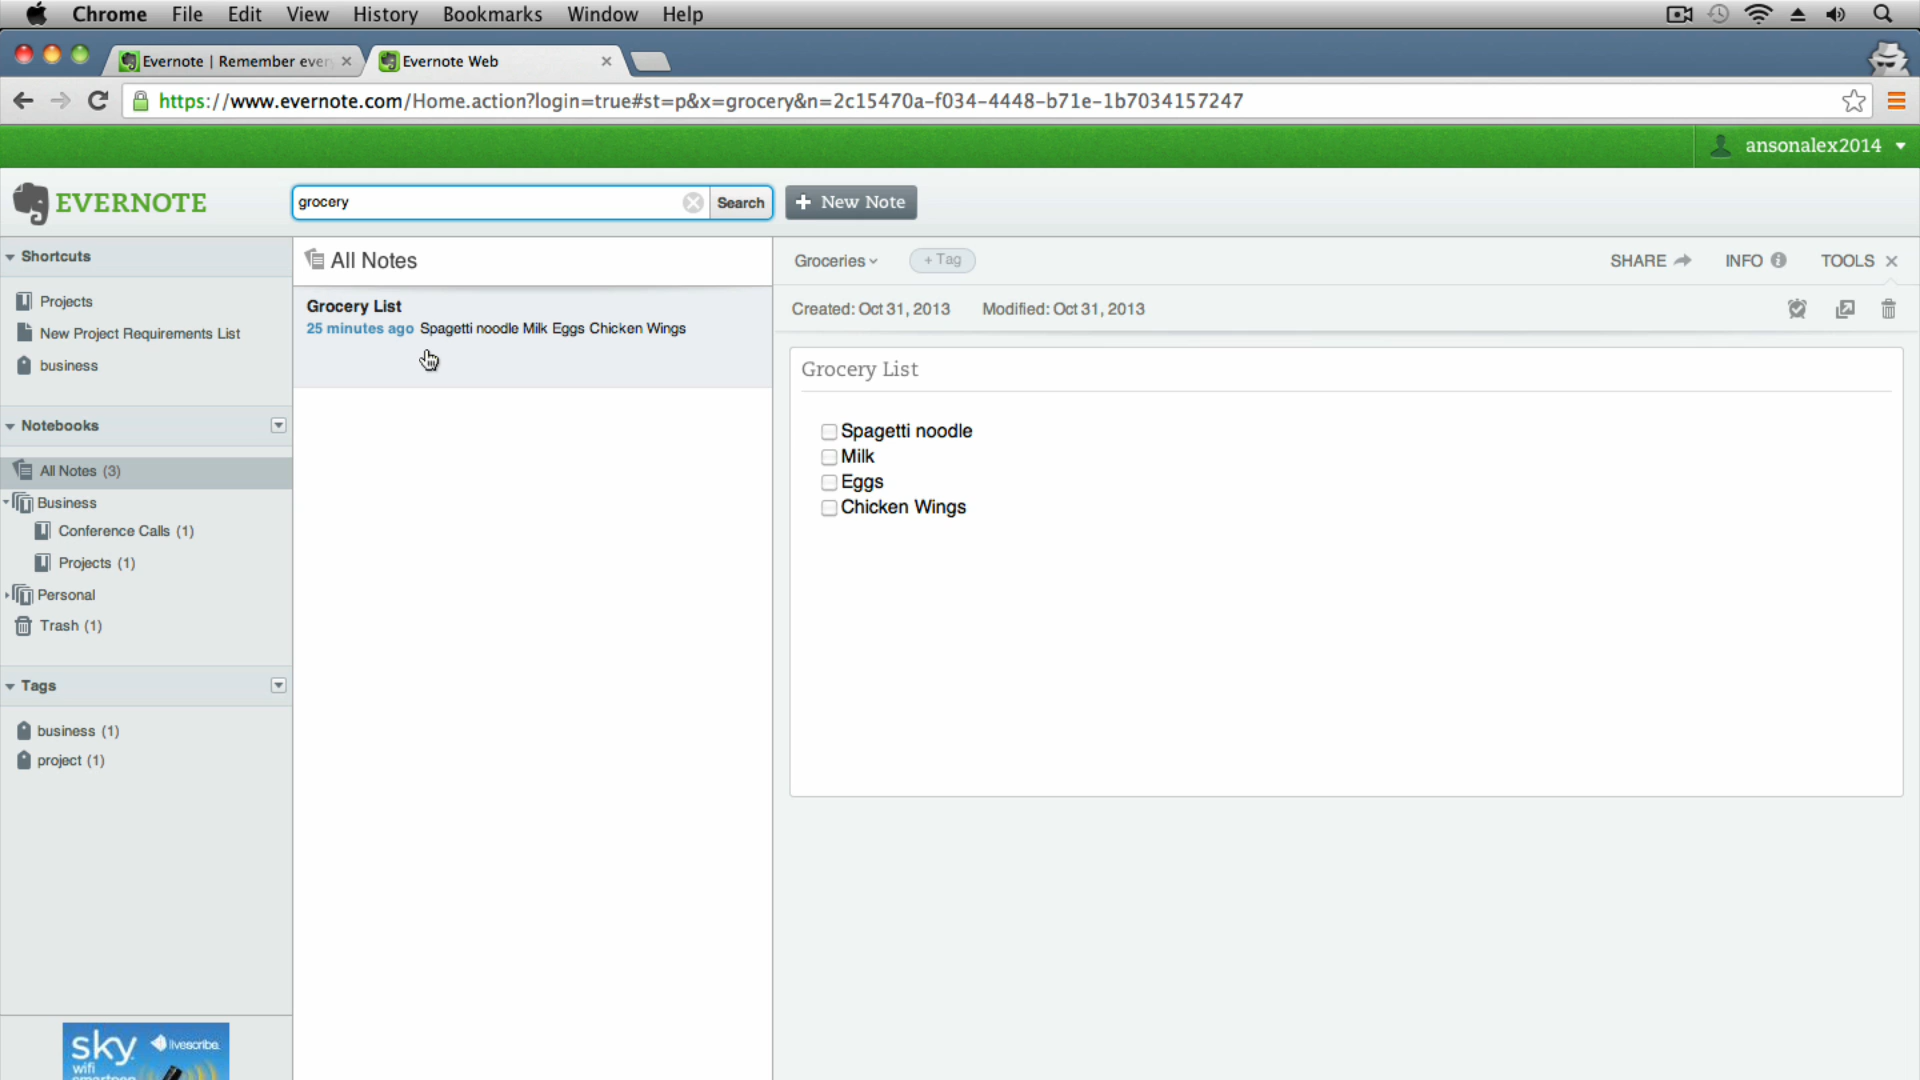 Chrome File Edit View History Bookmarks Window Help
Evernote | Remember ever
Evernote Web
https://www.evernote.com/Home.action?login=true#st=p&x=grocery&n=2c15470a-f034-4448-b71e-1b7034157247
ansonalex2014
EVERNOTE
grocery
Search
+ New Note
Shortcuts
Projects
New Project Requirements List
business
Notebooks
All Notes (3)
Business
Conference Calls (1)
Projects (1)
Personal
Trash (1)
Tags
business (1)
project (1)
sky
wifi
smartpen
livescribe
All Notes
Grocery List
25 minutes ago Spagetti noodle Milk Eggs Chicken Wings
Groceries
+ Tag
SHARE
INFO
TOOLS
Created: Oct 31, 2013
Modified: Oct 31, 2013
Grocery List
Spagetti noodle
Milk
Eggs
Chicken Wings